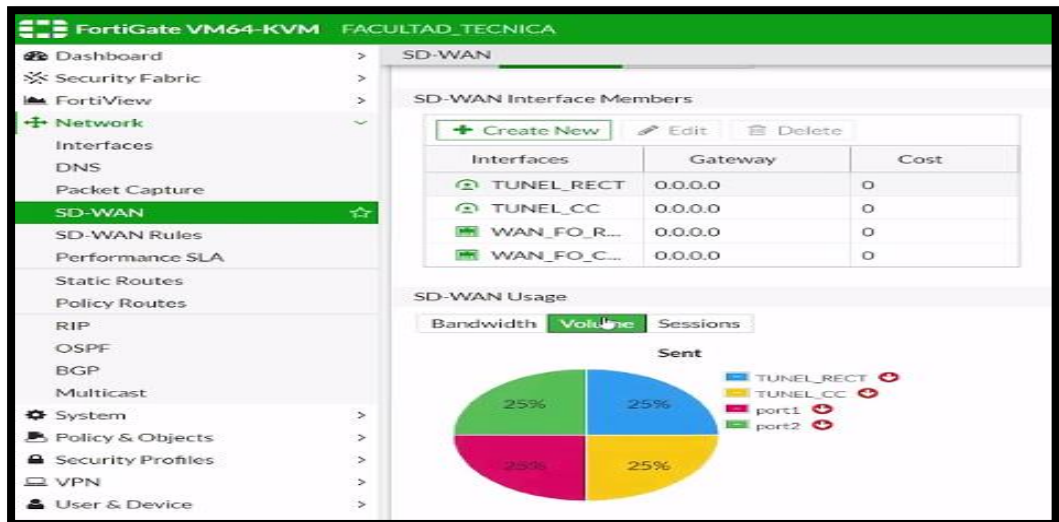 FortiGate VM64-KVM FACULTAD_TECNICA
Dashboard
Security Fabric
FortiView
Network
Interfaces
DNS
Packet Capture
SD-WAN
SD-WAN Rules
Performance SLA
Static Routes
Policy Routes
RIP
OSPF
BGP
Multicast
System
Policy & Objects
Security Profiles
VPN
User & Device
SD-WAN
SD-WAN Interface Members
Create New Edit Delete
Interfaces Gateway Cost
TUNEL_RECT 0.0.0.0 0
TUNEL_CC 0.0.0.0 0
WAN_FO_R... 0.0.0.0 0
WAN_FO_C... 0.0.0.0 0
SD-WAN Usage
Bandwidth Volume Sessions
Sent
25% 25%
25% 25%
TUNEL_RECT
TUNEL_CC
port1
port2